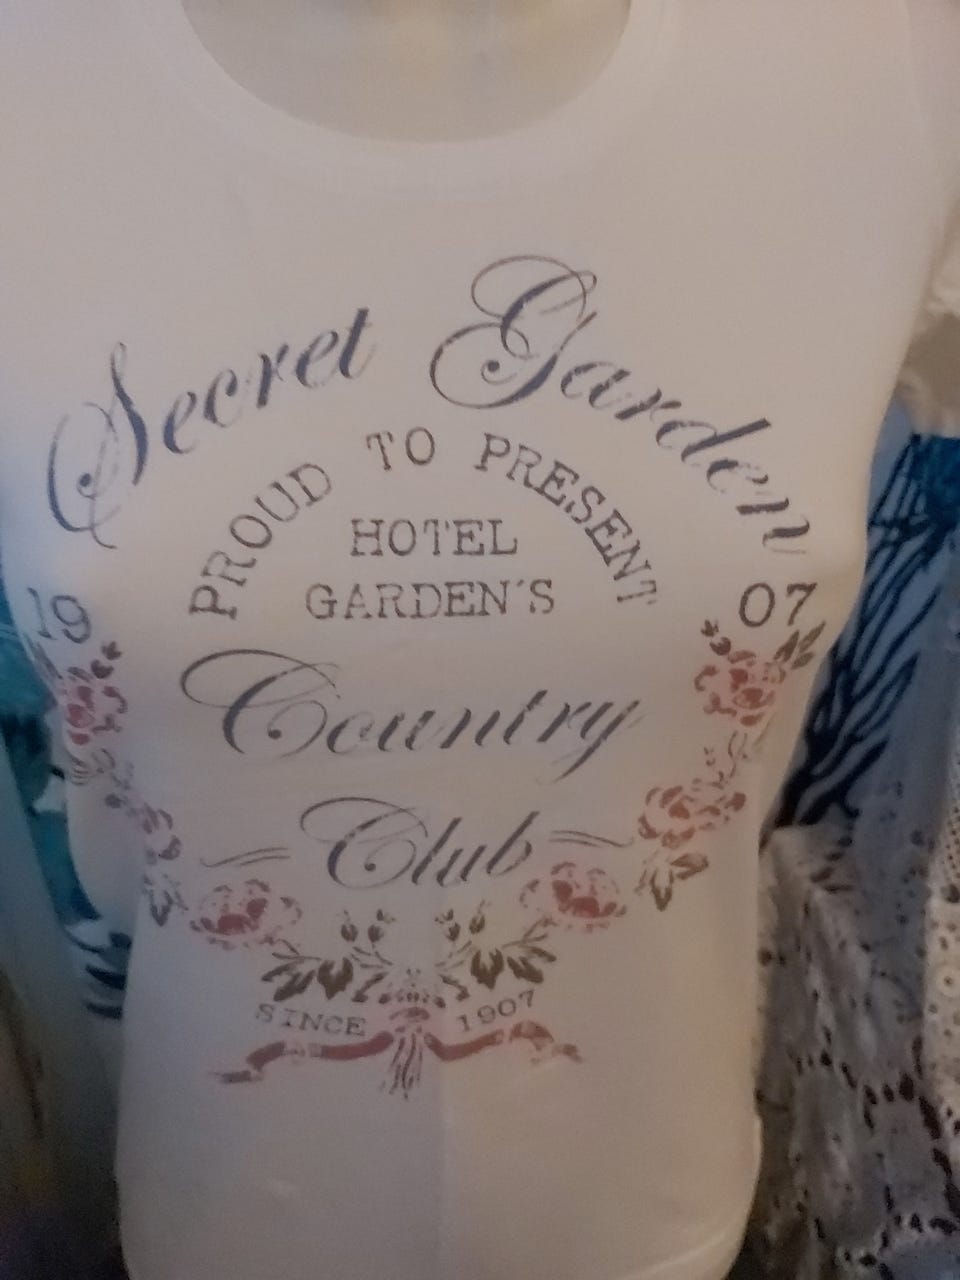 Secret Garden
PROUD TO PRESENT
HOTEL
GARDEN'S
19 07
Country
Club
SINCE 1907